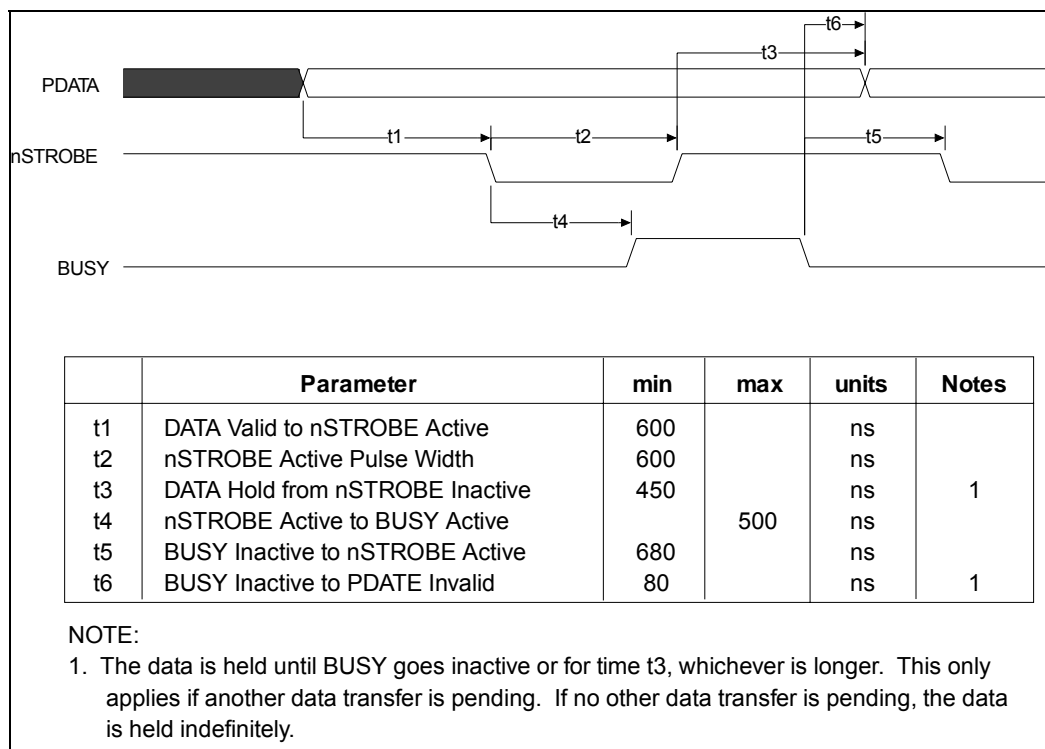 t6
t3
PDATA
t1
t2
t5
nSTROBE
t4
BUSY
Parameter min max units Notes
t1 DATA Valid to nSTROBE Active 600 ns
t2 nSTROBE Active Pulse Width 600 ns
t3 DATA Hold from nSTROBE Inactive 450 ns 1
t4 nSTROBE Active to BUSY Active 500 ns
t5 BUSY Inactive to nSTROBE Active 680 ns
t6 BUSY Inactive to PDATE Invalid 80 ns 1
NOTE:
1. The data is held until BUSY goes inactive or for time t3, whichever is longer. This only
applies if another data transfer is pending. If no other data transfer is pending, the data
is held indefinitely.